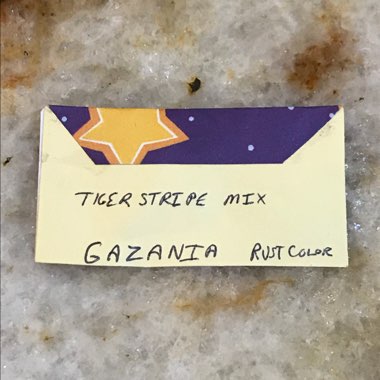 TIGER STRIPE MIX
GAZANIA RUST COLOR